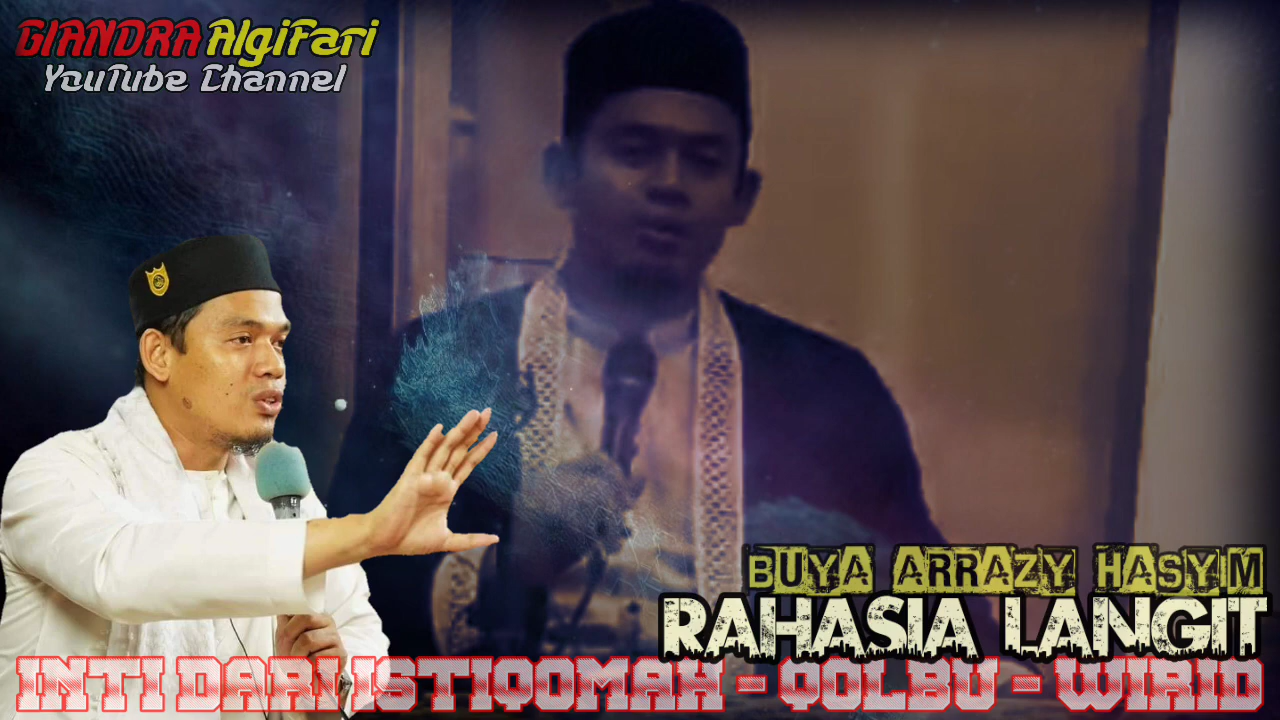 GIANDRA AlgiFari
YouTube Channel
BUYA ARRAZY HASYIM
RAHASIA LANGIT
INTI DARI ISTIQOMAH - QOLBU - WIRID